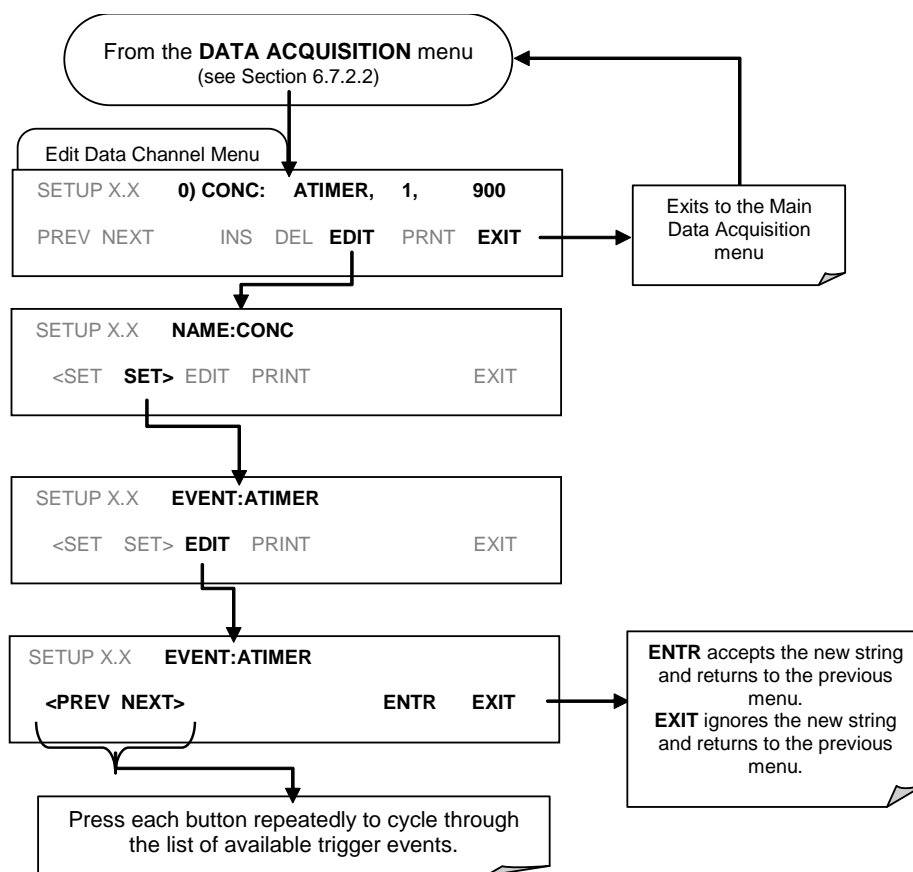 From the DATA ACQUISITION menu
(see Section 6.7.2.2)
Edit Data Channel Menu
SETUP X.X 0) CONC: ATIMER, 1, 900
PREV NEXT INS DEL EDIT PRNT EXIT
Exits to the Main
Data Acquisition
menu
SETUP X.X NAME:CONC
<SET SET> EDIT PRINT EXIT
SETUP X.X EVENT:ATIMER
<SET SET> EDIT PRINT EXIT
SETUP X.X EVENT:ATIMER
<PREV NEXT> ENTR EXIT
ENTR accepts the new string
and returns to the previous
menu.
EXIT ignores the new string
and returns to the previous
menu.
Press each button repeatedly to cycle through
the list of available trigger events.